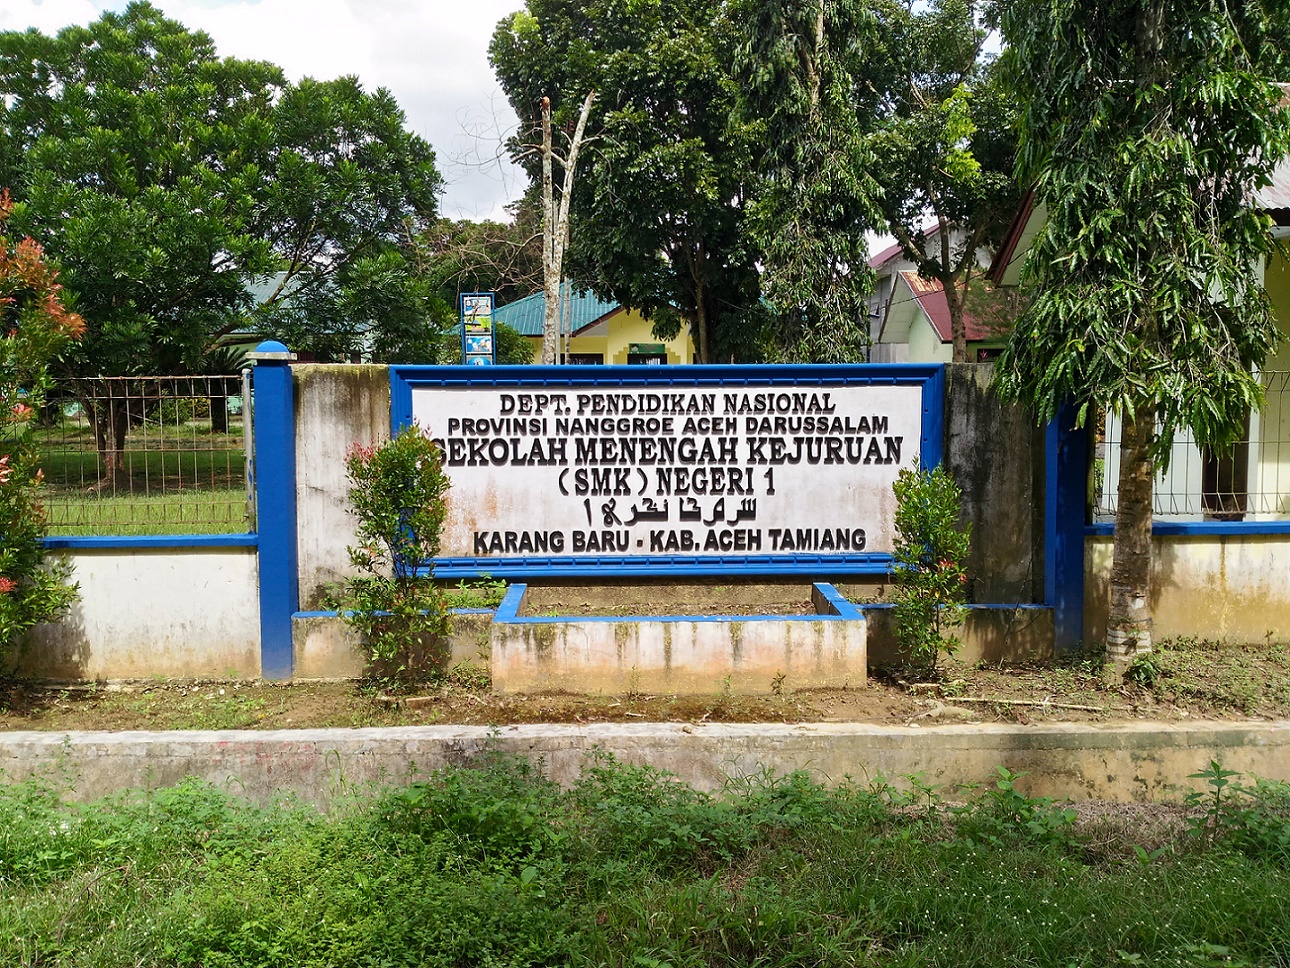 DEPT. PENDIDIKAN NASIONAL
PROVINSI NANGGROE ACEH DARUSSALAM
SEKOLAH MENENGAH KEJURUAN
( SMK ) NEGERI 1
KARANG BARU - KAB. ACEH TAMIANG